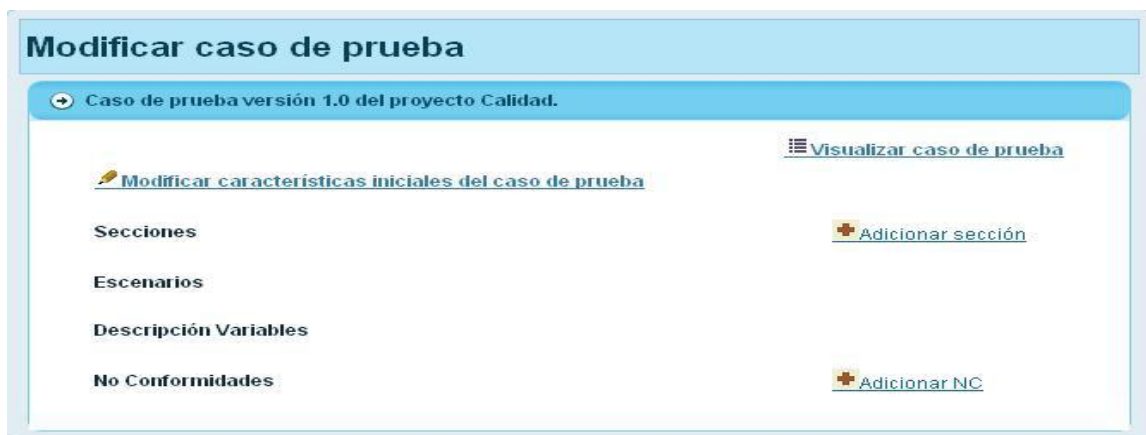 Modificar caso de prueba
Caso de prueba versión 1.0 del proyecto Calidad.
Visualizar caso de prueba
Modificar características iniciales del caso de prueba
Secciones
Adicionar sección
Escenarios
Descripción Variables
No Conformidades
Adicionar NC